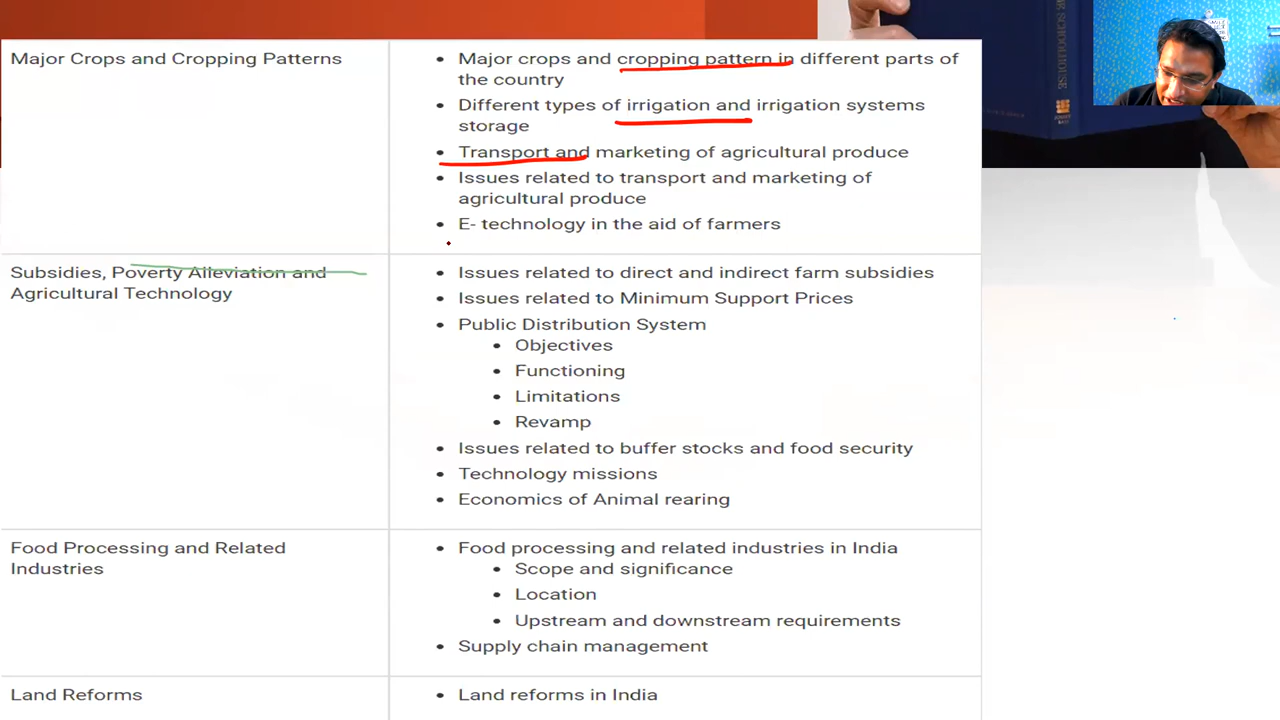 Major Crops and Cropping Patterns
• Major crops and cropping pattern in different parts of
the country
• Different types of irrigation and irrigation systems
storage
• Transport and marketing of agricultural produce
• Issues related to transport and marketing of
agricultural produce
• E- technology in the aid of farmers
Subsidies, Poverty Alleviation and
Agricultural Technology
• Issues related to direct and indirect farm subsidies
• Issues related to Minimum Support Prices
• Public Distribution System
• Objectives
• Functioning
• Limitations
• Revamp
• Issues related to buffer stocks and food security
• Technology missions
• Economics of Animal rearing
Food Processing and Related
Industries
• Food processing and related industries in India
• Scope and significance
• Location
• Upstream and downstream requirements
• Supply chain management
Land Reforms
• Land reforms in India